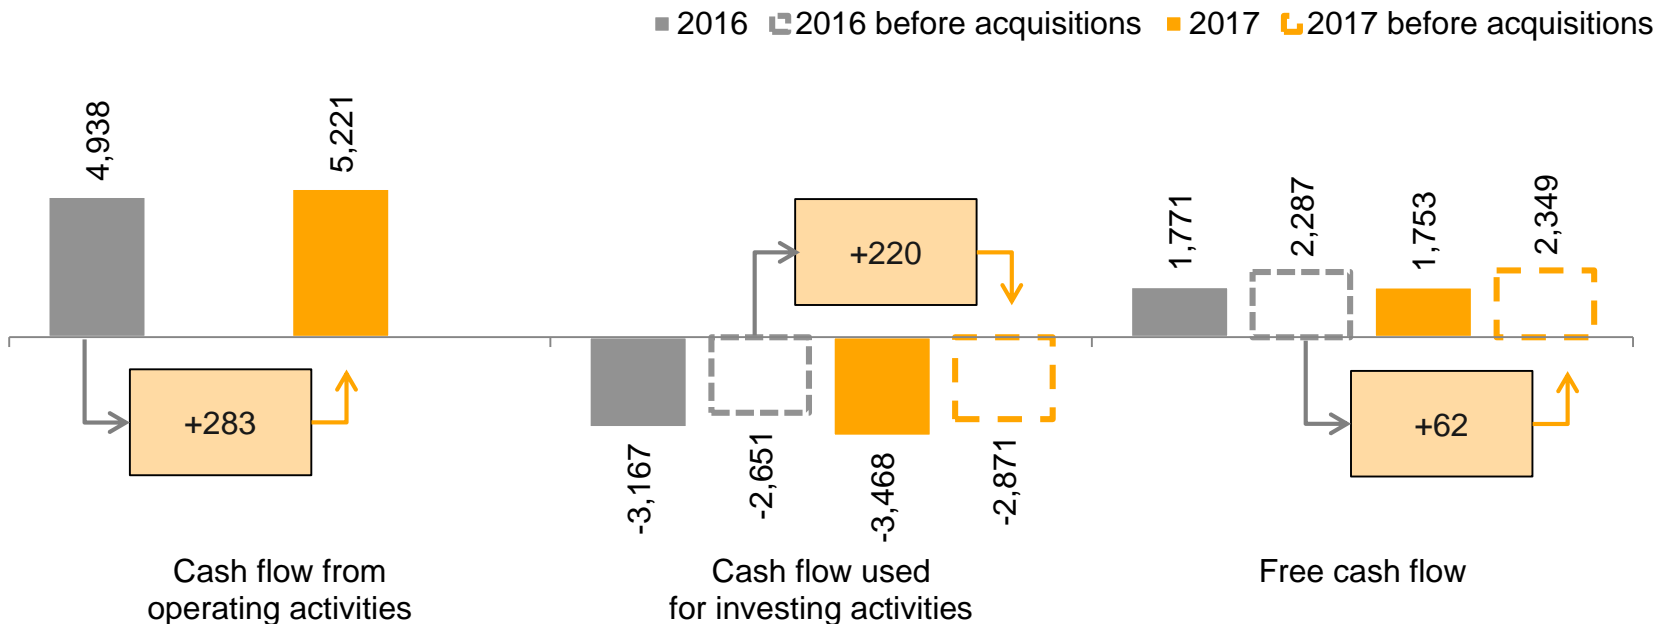 2016 2016 before acquisitions 2017 2017 before acquisitions
4,938
5,221
+283
-3,167
-2,651
+220
-3,468
-2,871
1,771
2,287
1,753
2,349
+62
Cash flow from
operating activities
Cash flow used
for investing activities
Free cash flow